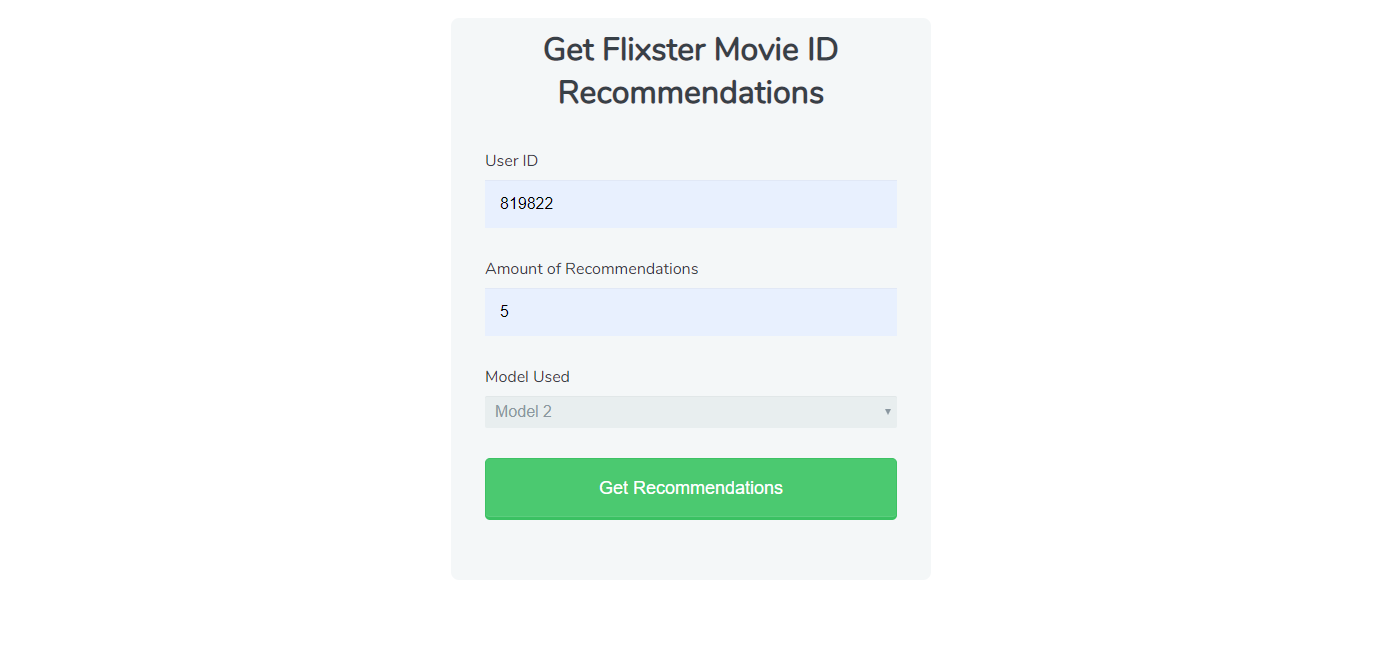 Get Flixster Movie ID
Recommendations
User ID
819822
Amount of Recommendations
5
Model Used
Model 2
Get Recommendations